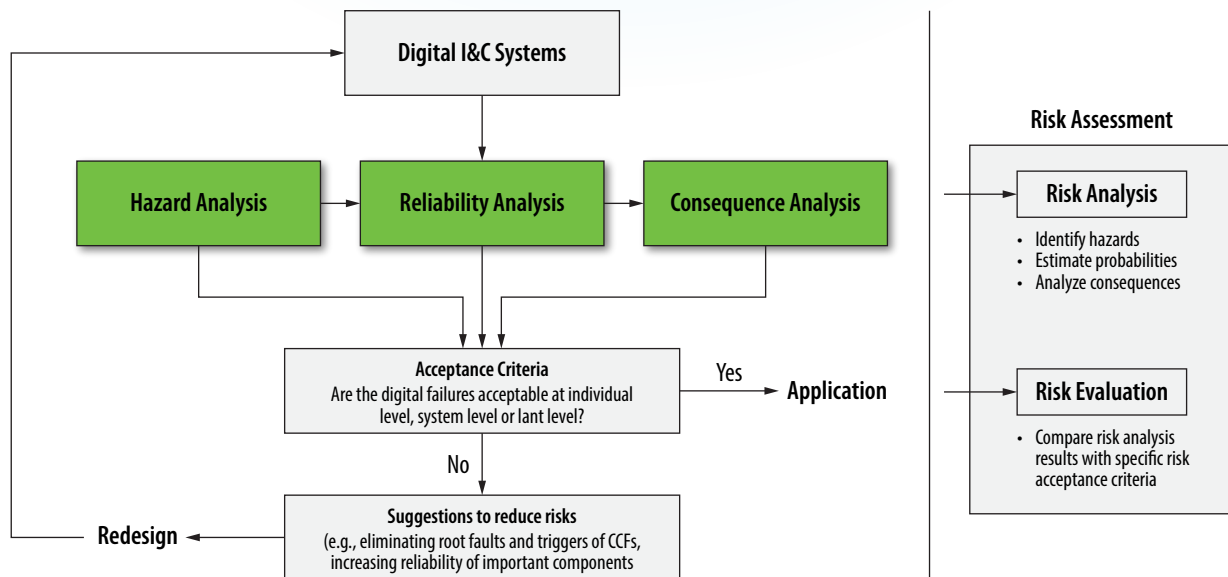 Digital I&C Systems
Hazard Analysis
Reliability Analysis
Consequence Analysis
Acceptance Criteria
Are the digital failures acceptable at individual
level, system level or lant level?
Yes
Application
No
Suggestions to reduce risks
(e.g., eliminating root faults and triggers of CCFs,
increasing reliability of important components
Redesign
Risk Assessment
Risk Analysis
• Identify hazards
• Estimate probabilities
• Analyze consequences
Risk Evaluation
• Compare risk analysis
results with specific risk
acceptance criteria